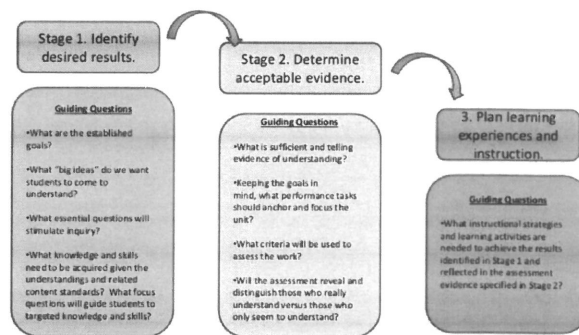 Stage 1. Identify
desired results.
Guiding Questions
•What are the established
goals?
•What "big ideas" do we want
students to come to
understand?
•What essential questions will
stimulate inquiry?
•What knowledge and skills
need to be acquired given the
understandings and related
content standards? What focus
questions will guide students to
targeted knowledge and skills?
Stage 2. Determine
acceptable evidence.
Guiding Questions
•What is sufficient and telling
evidence of understanding?
•Keeping the goals in
mind, what performance tasks
should anchor and focus the
unit?
•What criteria will be used to
assess the work?
•Will the assessment reveal and
distinguish those who really
understand versus those who
only seem to understand?
3. Plan learning
experiences and
instruction.
Guiding Questions
•What instructional strategies
and learning activities are
needed to achieve the results
identified in Stage 1 and
reflected in the assessment
evidence specified in Stage 2?